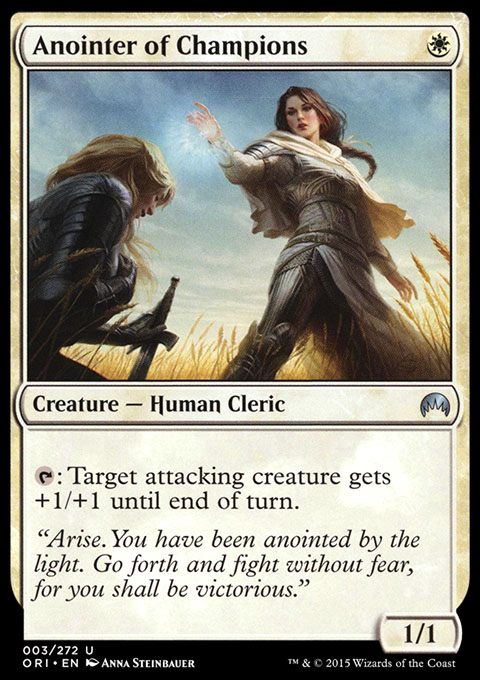 Anointer of Champions
Creature — Human Cleric
: Target attacking creature gets
+1/+1 until end of turn.
“Arise. You have been anointed by the
light. Go forth and fight without fear,
for you shall be victorious.”
1/1
003/272 U
ORI • EN Anna Steinbauer
™ & © 2015 Wizards of the Coast